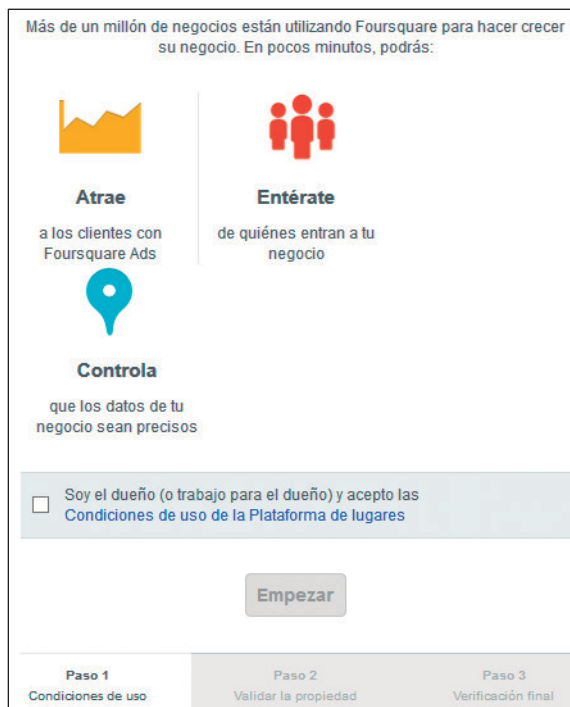 Más de un millón de negocios están utilizando Foursquare para hacer crecer
su negocio. En pocos minutos, podrás:
Atrae
a los clientes con
Foursquare Ads
Entérate
de quiénes entran a tu
negocio
Controla
que los datos de tu
negocio sean precisos
Soy el dueño (o trabajo para el dueño) y acepto las
Condiciones de uso de la Plataforma de lugares
Empezar
Paso 1
Condiciones de uso
Paso 2
Validar la propiedad
Paso 3
Verificación final